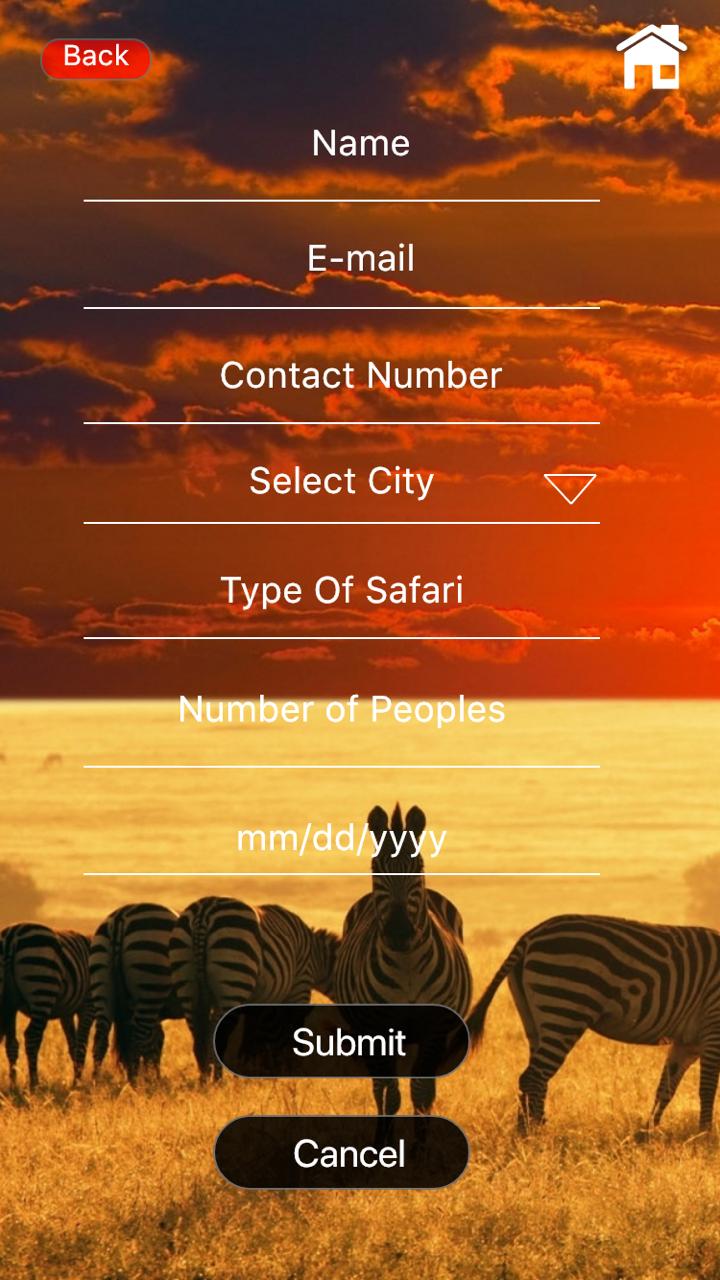 Back
Name
E-mail
Contact Number
Select City
Type Of Safari
Number of Peoples
mm/dd/yyyy
Submit
Cancel